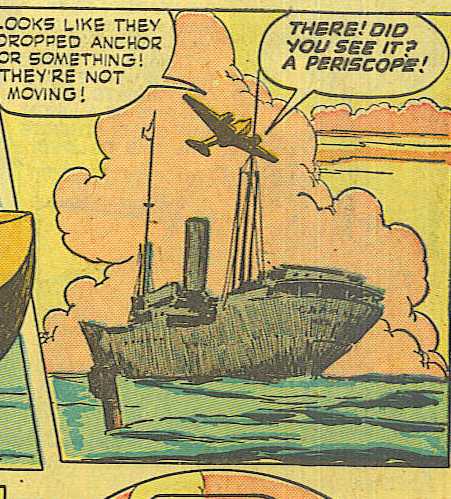 LOOKS LIKE THEY
DROPPED ANCHOR
OR SOMETHING!
THEY'RE NOT
MOVING!
THERE! DID
YOU SEE IT?
A PERISCOPE!